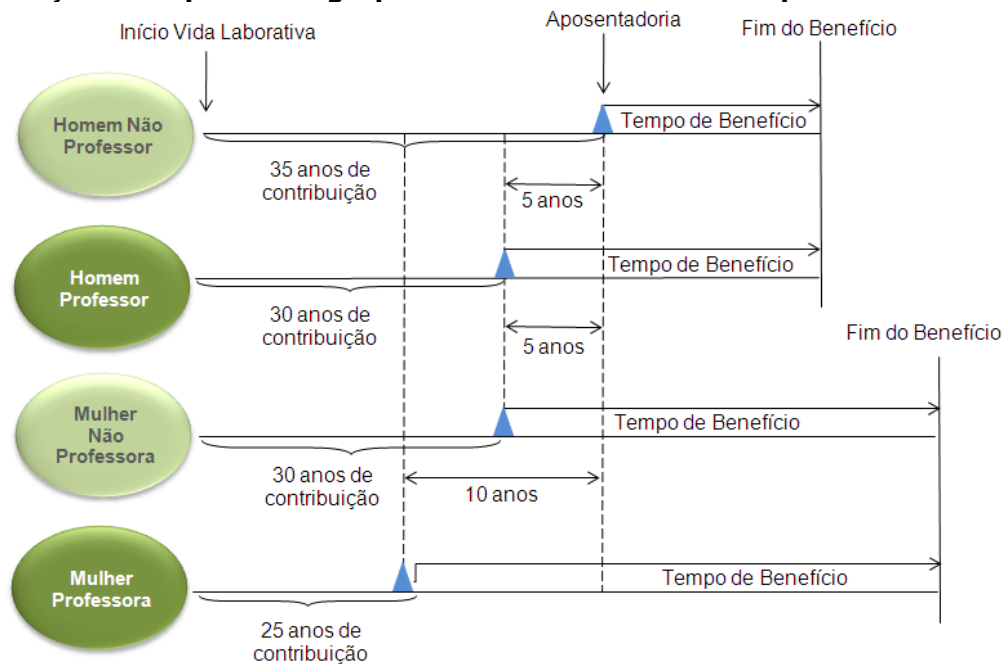 Início Vida Laborativa
Aposentadoria
Fim do Benefício
Homem Não
Professor
Tempo de Benefício
35 anos de
contribuição
5 anos
Homem
Professor
Tempo de Benefício
30 anos de
contribuição
5 anos
Fim do Benefício
Mulher
Não
Professora
Tempo de Benefício
30 anos de
contribuição
10 anos
Mulher
Professora
Tempo de Benefício
25 anos de
contribuição